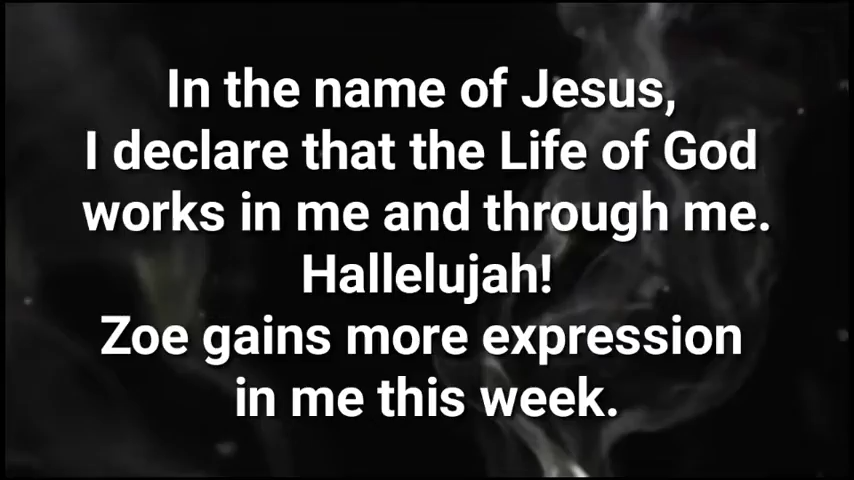 In the name of Jesus,
I declare that the Life of God
works in me and through me.
Hallelujah!
Zoe gains more expression
in me this week.